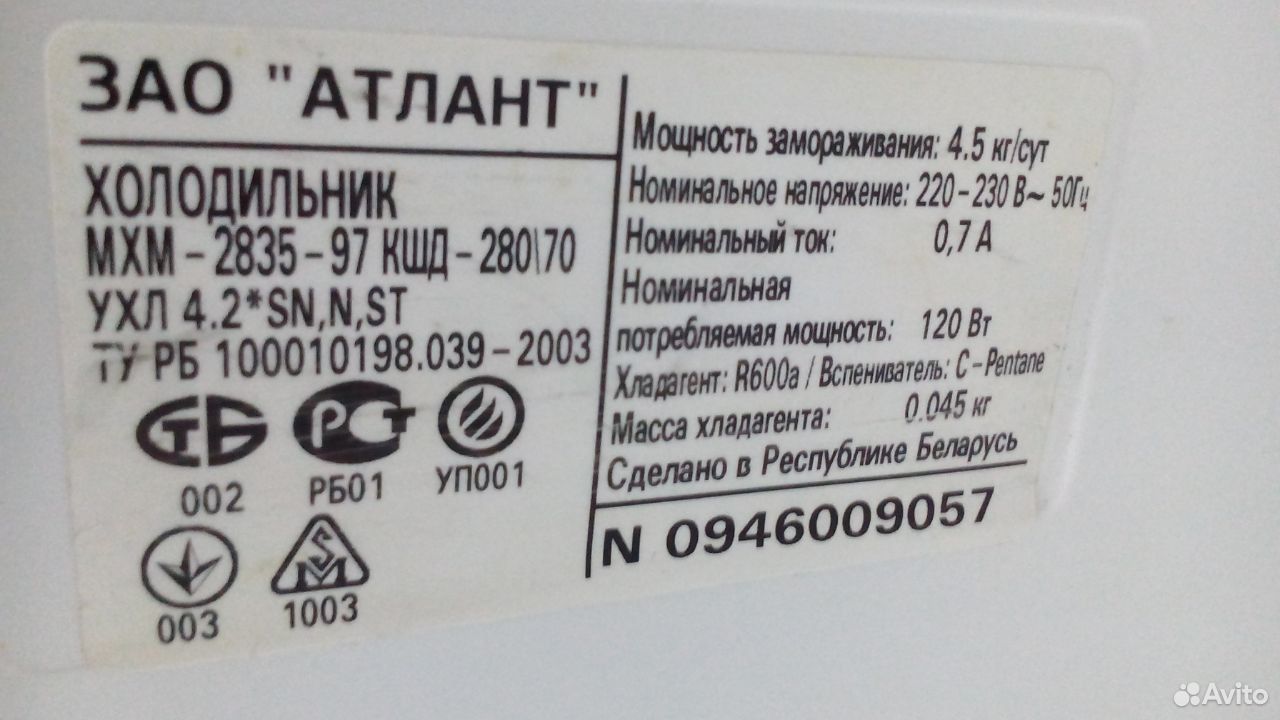 ЗАО "АТЛАНТ"
ХОЛОДИЛЬНИК
МХМ – 2835 – 97 КШД – 280\70
УХЛ 4.2*SN,N,ST
ТУ РБ 100010198.039 – 2003
СТБ РСТ
002 РБ01 УП001
SM
003 1003
Мощность замораживания: 4.5 кг/сут
Номинальное напряжение: 220 – 230 В~ 50Гц
Номинальный ток: 0,7 А
Номинальная
потребляемая мощность: 120 Вт
Хладагент: R600a / Вспениватель: C – Pentane
Масса хладагента: 0.045 кг
Сделано в Республике Беларусь
N 0946009057
Avito